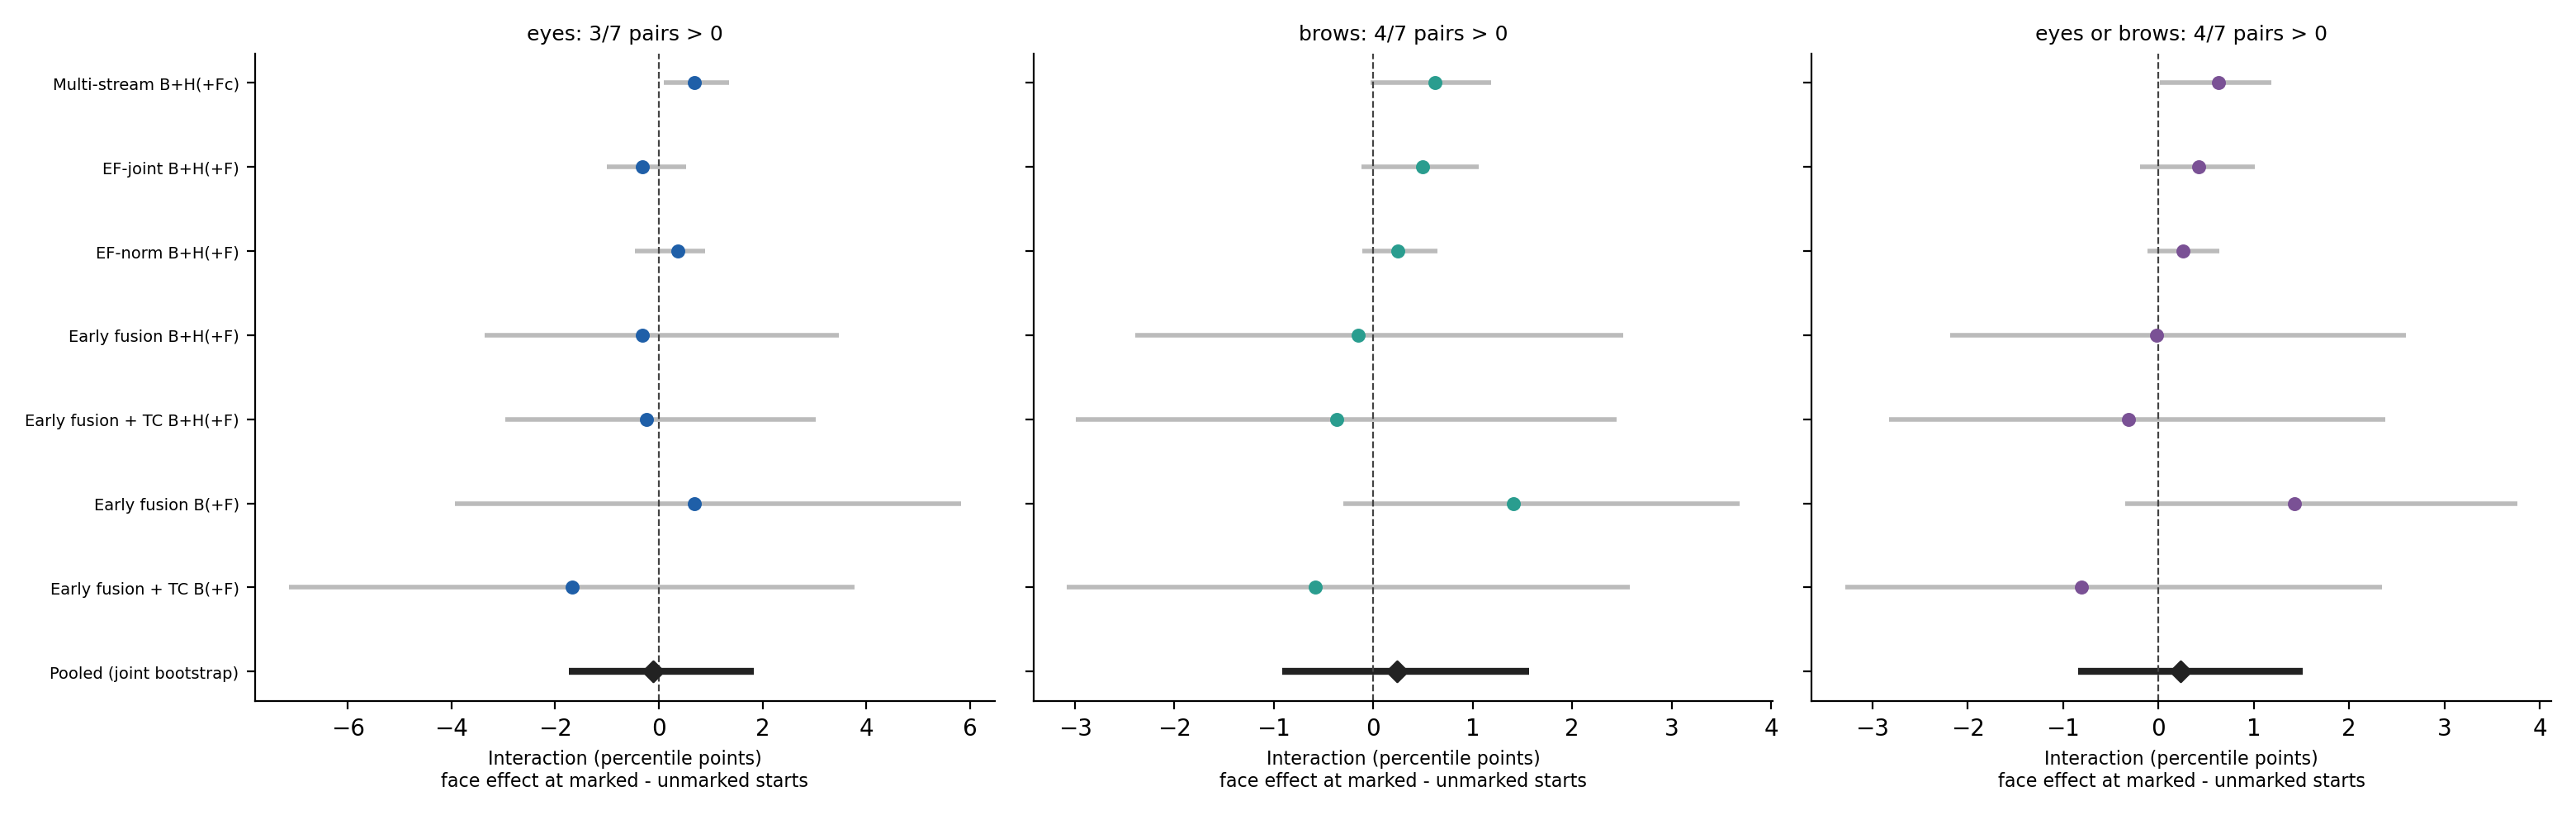 eyes: 3/7 pairs > 0
brows: 4/7 pairs > 0
eyes or brows: 4/7 pairs > 0
Multi-stream B+H(+Fc)
EF-joint B+H(+F)
EF-norm B+H(+F)
Early fusion B+H(+F)
Early fusion + TC B+H(+F)
Early fusion B(+F)
Early fusion + TC B(+F)
Pooled (joint bootstrap)
−6 −4 −2 0 2 4 6
Interaction (percentile points)
face effect at marked - unmarked starts
−3 −2 −1 0 1 2 3 4
Interaction (percentile points)
face effect at marked - unmarked starts
−3 −2 −1 0 1 2 3 4
Interaction (percentile points)
face effect at marked - unmarked starts